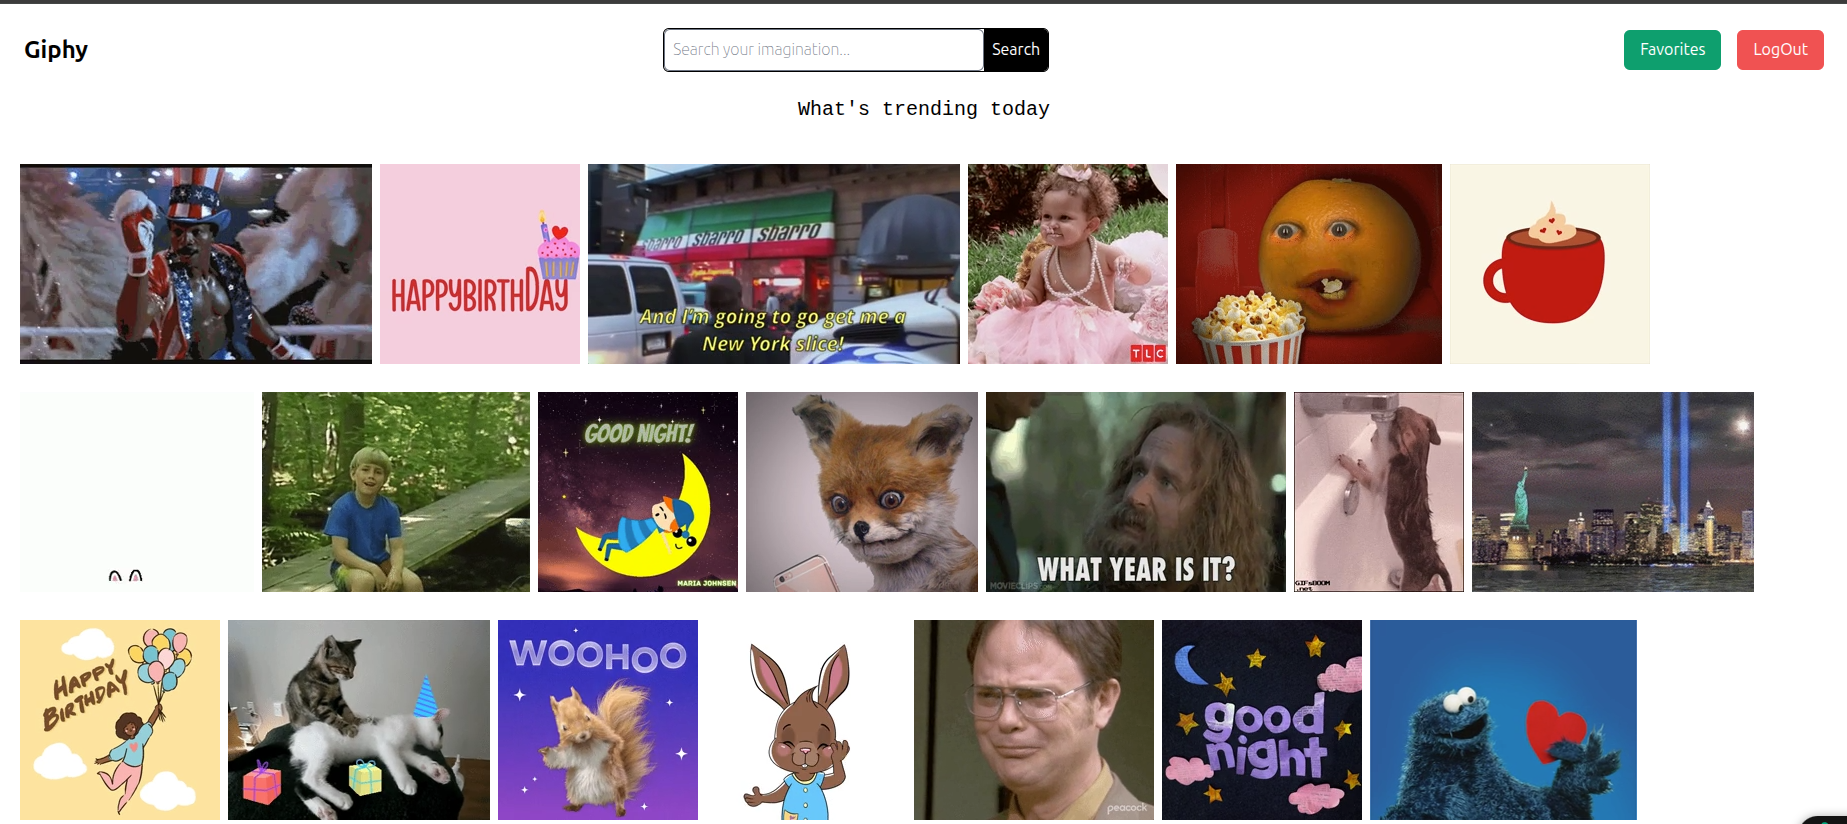 Giphy
Search your imagination...
Search
Favorites
LogOut
What's trending today
HAPPYBIRTHDAY
sbarro sbarro sbarro
And I'm going to go get me a
New York slice!
TLC
GOOD NIGHT!
MARIA JOHNSEN
WHAT YEAR IS IT?
MOVIECLIPS
GIFsBOOM
.net
HAPPY
BIRTHDAY
WOOHOO
peacock
good
night